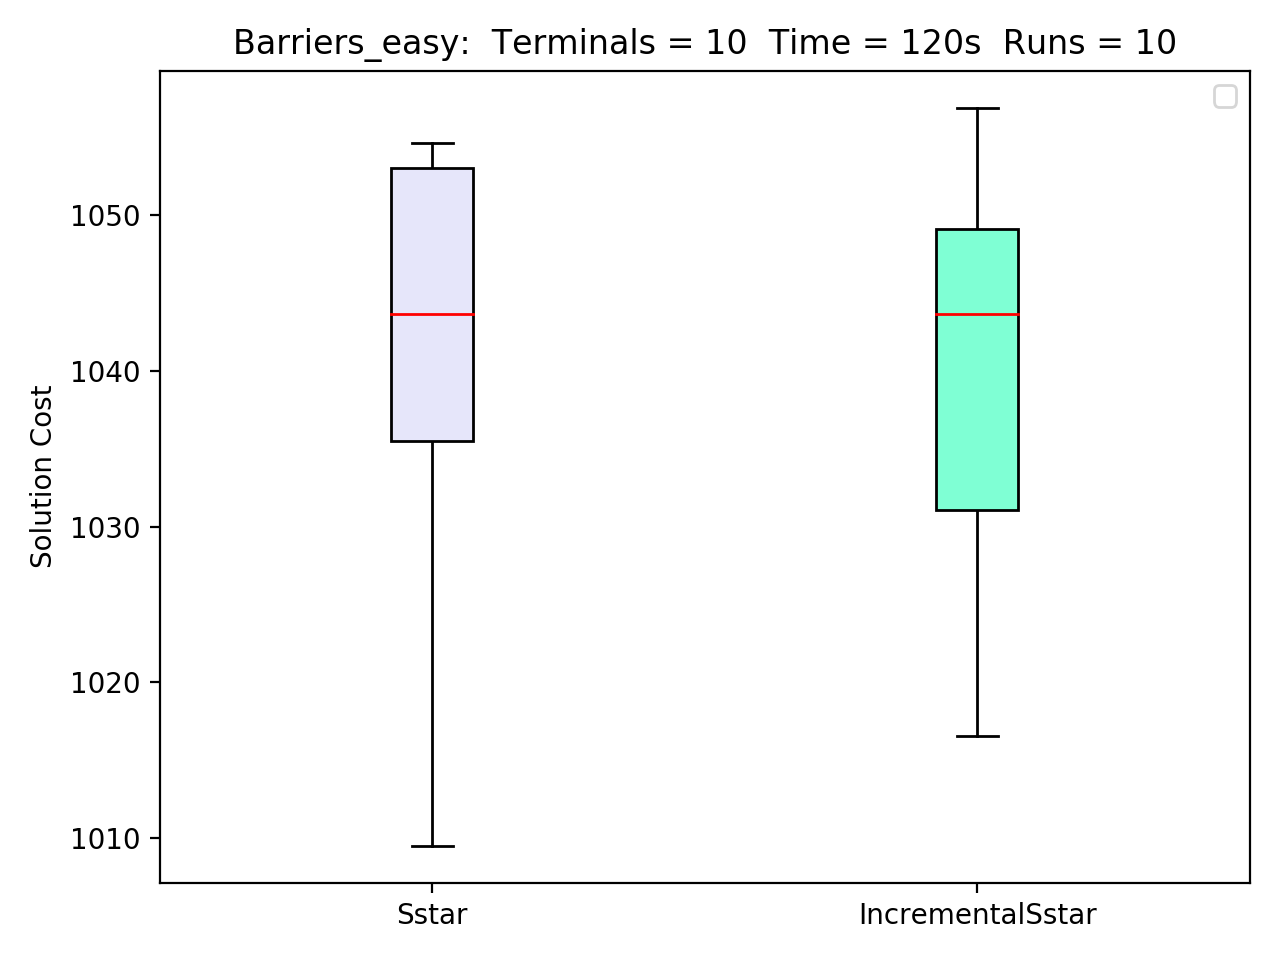 Barriers_easy:  Terminals = 10  Time = 120s  Runs = 10
Solution Cost
1050
1040
1030
1020
1010
Sstar
IncrementalSstar